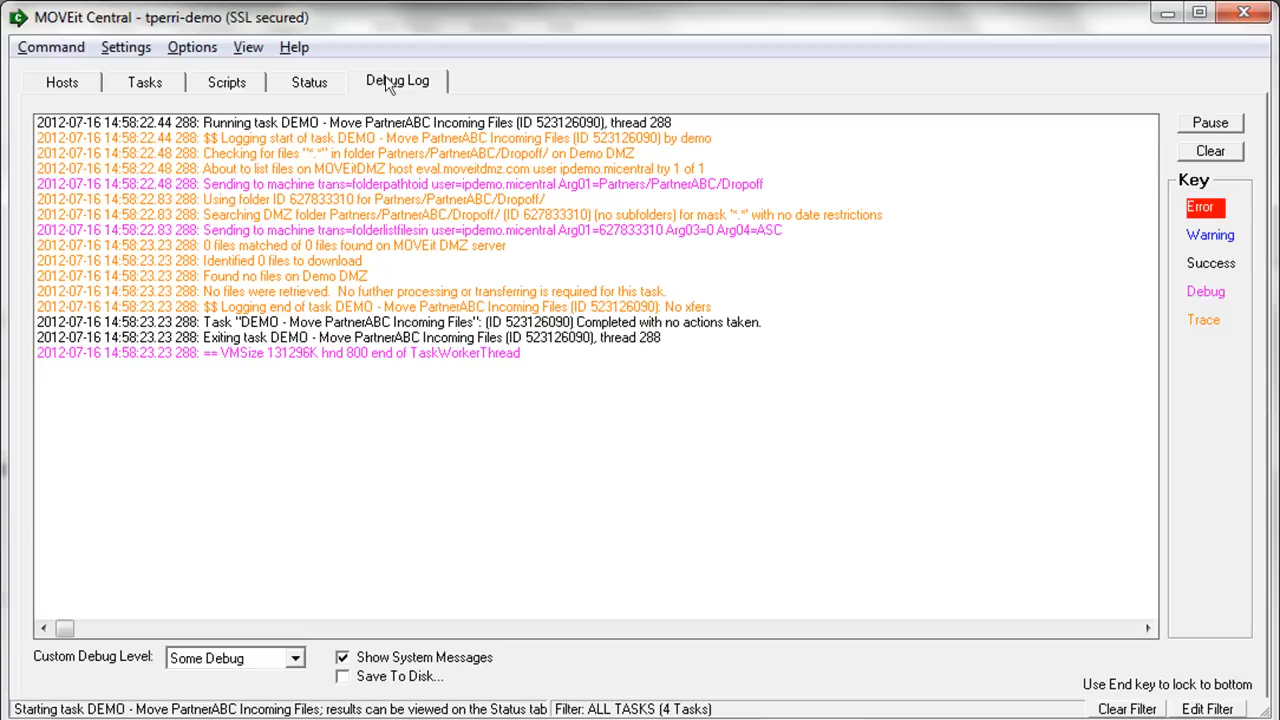 MOVEit Central - tperri-demo (SSL secured)
Command Settings Options View Help
Hosts Tasks Scripts Status Debug Log
2012-07-16 14:58:22.44 288: Running task DEMO - Move PartnerABC Incoming Files (ID 523126090), thread 288
2012-07-16 14:58:22.44 288: $$ Logging start of task DEMO - Move PartnerABC Incoming Files (ID 523126090) by demo
2012-07-16 14:58:22.48 288: Checking for files "*.*" in folder Partners/PartnerABC/Dropoff/ on Demo DMZ
2012-07-16 14:58:22.48 288: About to list files on MOVEitDMZ host eval.moveitdmz.com user ipdemo.micentral try 1 of 1
2012-07-16 14:58:22.48 288: Sending to machine trans=folderpathtoid user=ipdemo.micentral Arg01=Partners/PartnerABC/Dropoff
2012-07-16 14:58:22.83 288: Using folder ID 627833310 for Partners/PartnerABC/Dropoff/
2012-07-16 14:58:22.83 288: Searching DMZ folder Partners/PartnerABC/Dropoff/ (ID 627833310) (no subfolders) for mask '*.*' with no date restrictions
2012-07-16 14:58:22.83 288: Sending to machine trans=folderlistfilesin user=ipdemo.micentral Arg01=627833310 Arg03=0 Arg04=ASC
2012-07-16 14:58:23.23 288: 0 files matched of 0 files found on MOVEit DMZ server
2012-07-16 14:58:23.23 288: Identified 0 files to download
2012-07-16 14:58:23.23 288: Found no files on Demo DMZ
2012-07-16 14:58:23.23 288: No files were retrieved.  No further processing or transferring is required for this task.
2012-07-16 14:58:23.23 288: $$ Logging end of task DEMO - Move PartnerABC Incoming Files (ID 523126090): No xfers
2012-07-16 14:58:23.23 288: Task "DEMO - Move PartnerABC Incoming Files": (ID 523126090) Completed with no actions taken.
2012-07-16 14:58:23.23 288: Exiting task DEMO - Move PartnerABC Incoming Files (ID 523126090), thread 288
2012-07-16 14:58:23.23 288: == VMSize 131296K hnd 800 end of TaskWorkerThread
Pause
Clear
Key
Error
Warning
Success
Debug
Trace
Custom Debug Level: Some Debug
Show System Messages
Save To Disk...
Use End key to lock to bottom
Starting task DEMO - Move PartnerABC Incoming Files; results can be viewed on the Status tab Filter: ALL TASKS (4 Tasks) Clear Filter Edit Filter